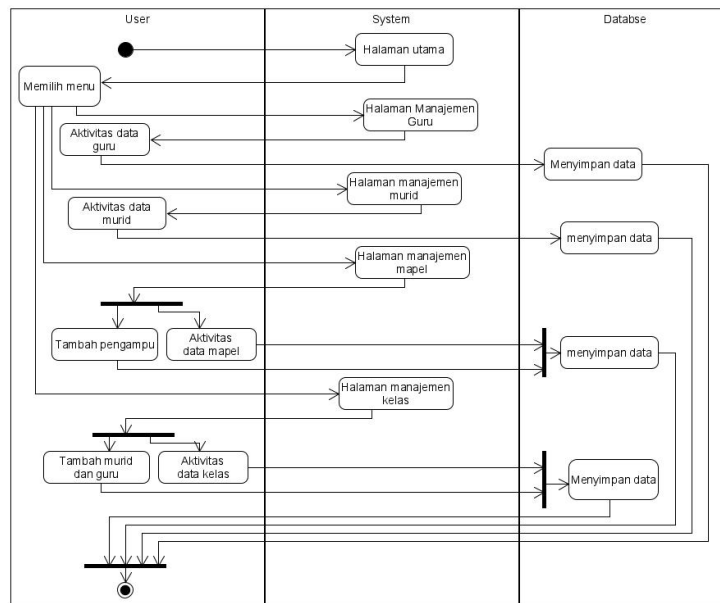 User
System
Databse
Halaman utama
Memilih menu
Halaman Manajemen
Guru
Aktivitas data
guru
Menyimpan data
Halaman manajemen
murid
Aktivitas data
murid
menyimpan data
Halaman manajemen
mapel
Tambah pengampu
Aktivitas
data mapel
menyimpan data
Halaman manajemen
kelas
Tambah murid
dan guru
Aktivitas
data kelas
Menyimpan data